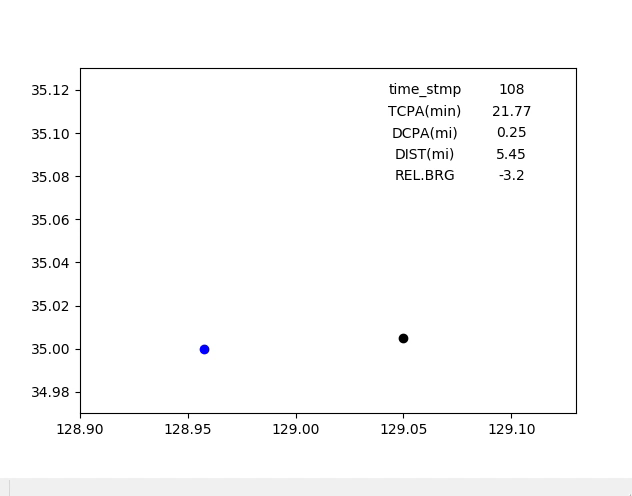 35.12
35.10
35.08
35.06
35.04
35.02
35.00
34.98
time_stmp 108
TCPA(min) 21.77
DCPA(mi) 0.25
DIST(mi) 5.45
REL.BRG -3.2
128.90 128.95 129.00 129.05 129.10